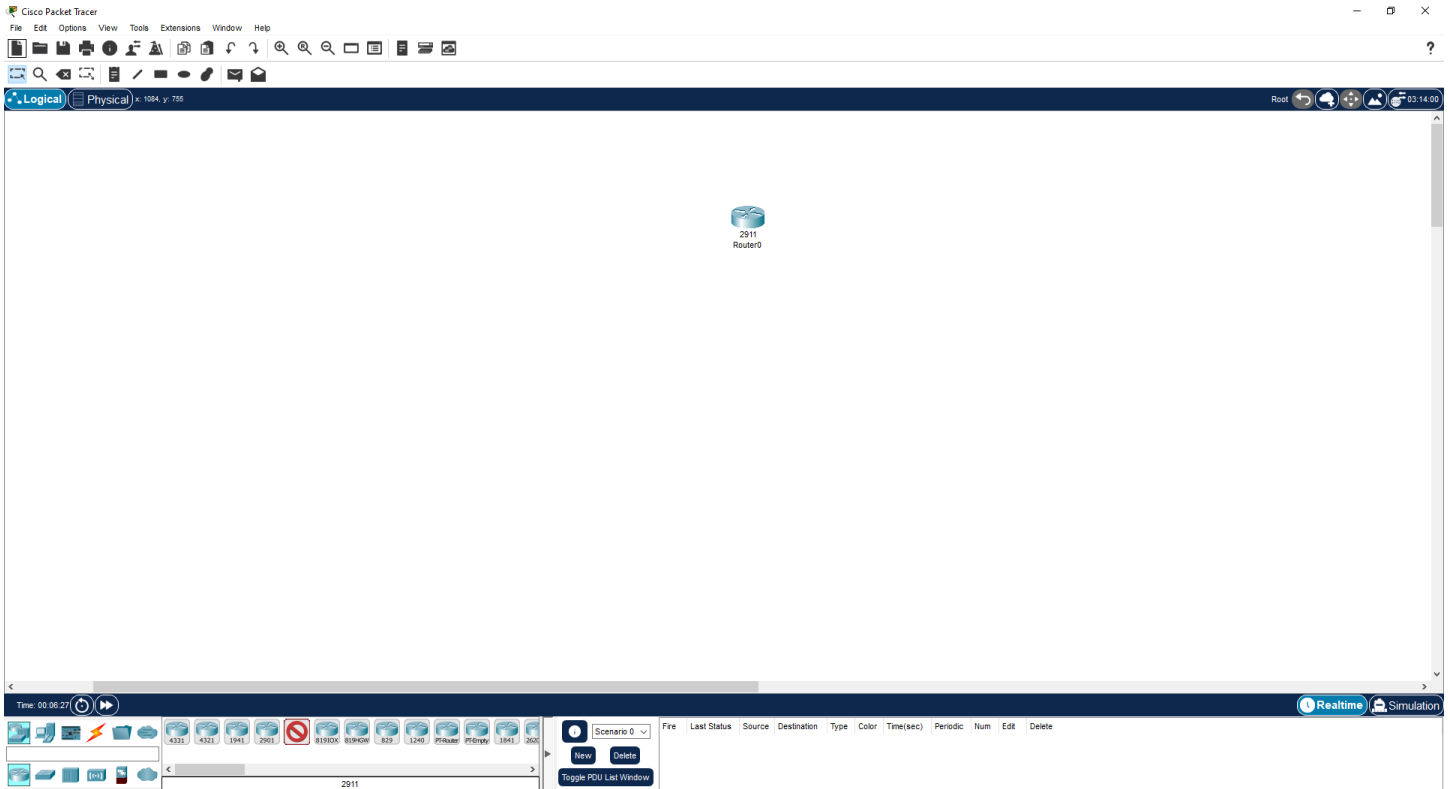 Cisco Packet Tracer
File Edit Options View Tools Extensions Window Help
?
Logical Physical x: 1084, y: 755 Root 03:14:00
2911
Router0
Time: 00:06:27 Realtime Simulation
4331 4321 1941 2901 819IOX 819HGW 829 1240 PT-Router PT-Empty 1841 262
2911
Scenario 0
New Delete
Toggle PDU List Window
Fire Last Status Source Destination Type Color Time(sec) Periodic Num Edit Delete